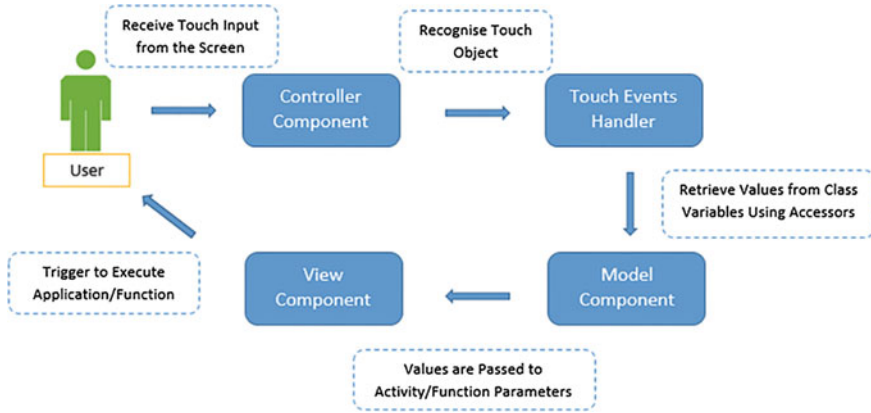 Receive Touch Input
from the Screen
Recognise Touch
Object
Controller
Component
Touch Events
Handler
User
Retrieve Values from Class
Variables Using Accessors
Trigger to Execute
Application/Function
View
Component
Model
Component
Values are Passed to
Activity/Function Parameters